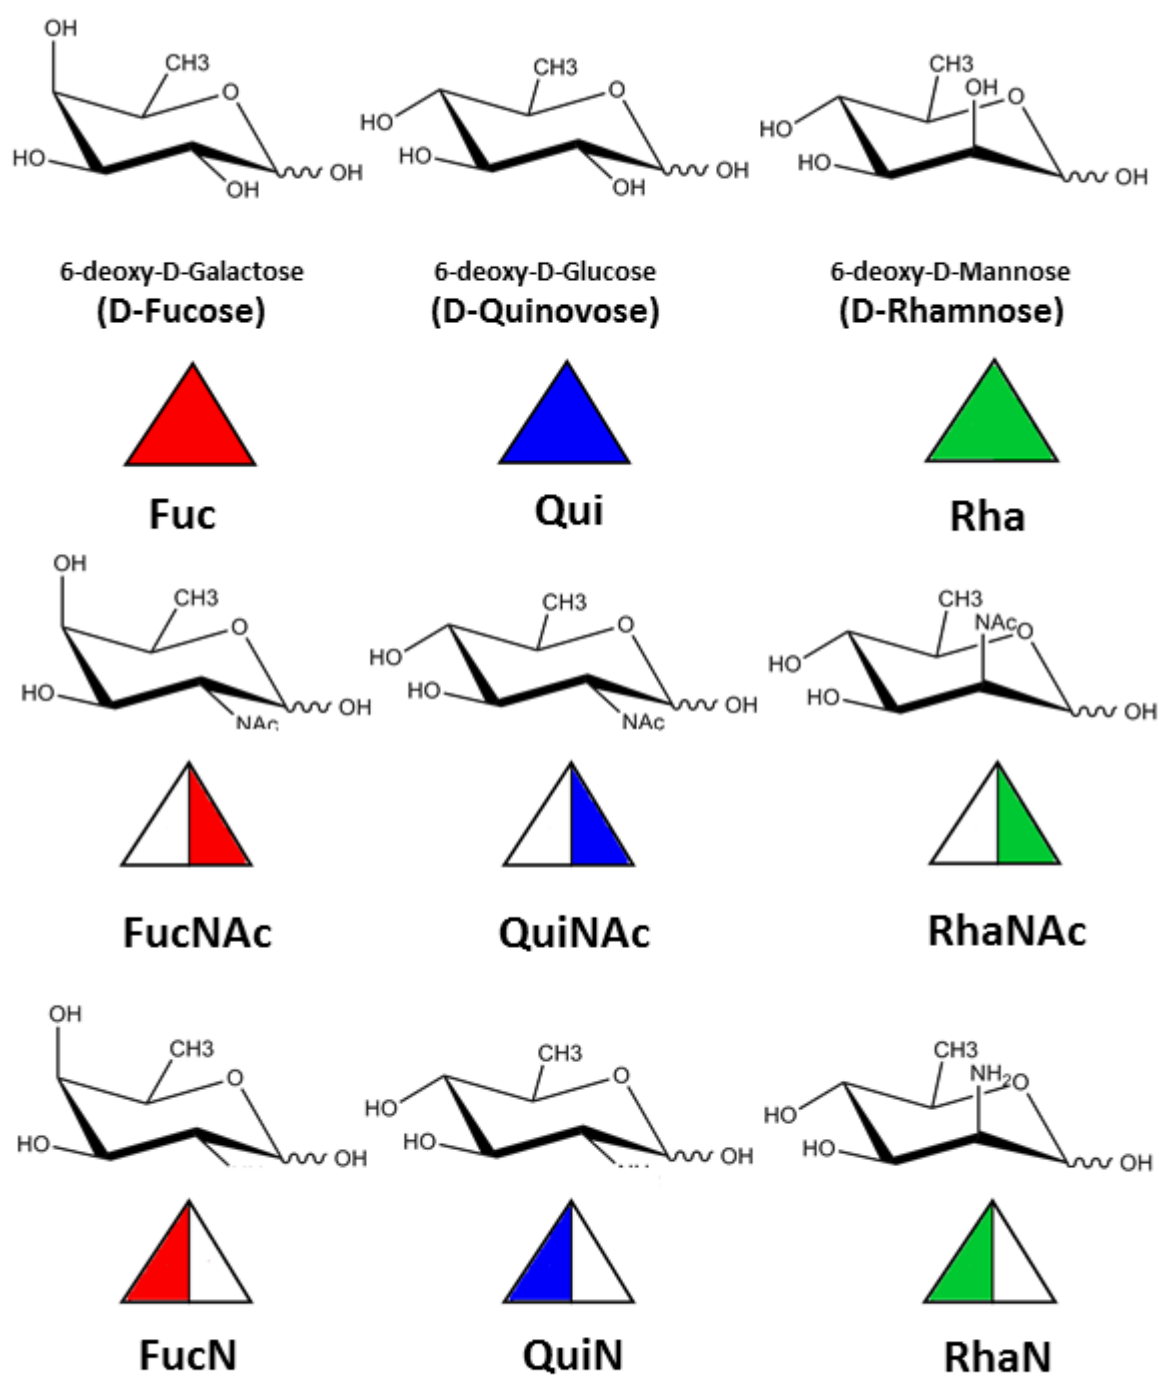 OH
CH3
O
HO
OH
OH
CH3
O
HO
HO
OH
OH
CH3
OH
O
HO
HO
OH
6-deoxy-D-Galactose
(D-Fucose)
6-deoxy-D-Glucose
(D-Quinovose)
6-deoxy-D-Mannose
(D-Rhamnose)
Fuc
Qui
Rha
OH
CH3
O
HO
OH
NAc
CH3
O
HO
HO
OH
NAc
CH3
NAc
O
HO
HO
OH
FucNAc
QuiNAc
RhaNAc
OH
CH3
O
HO
OH
CH3
O
HO
HO
OH
CH3
NH2
O
HO
HO
OH
FucN
QuiN
RhaN